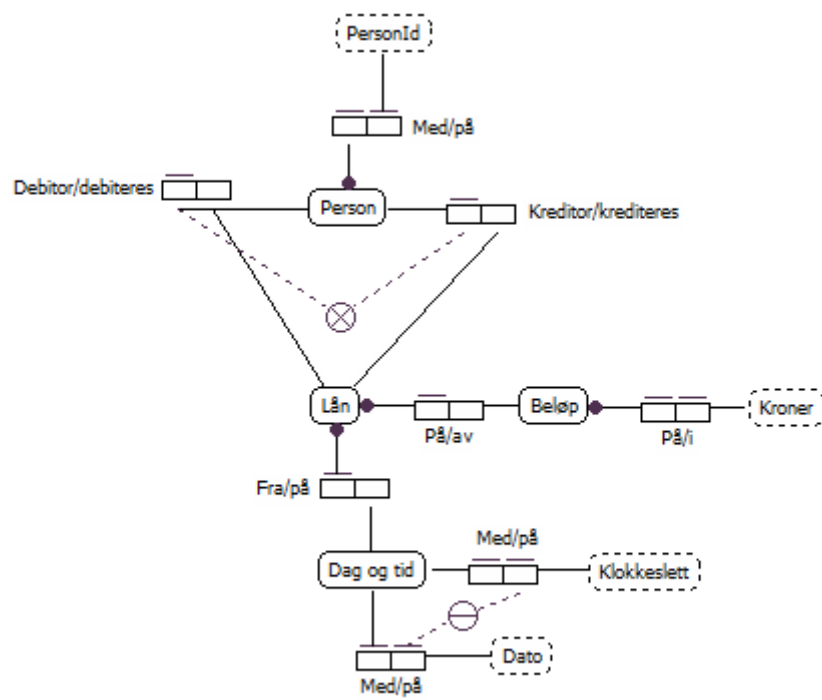 PersonId
Med/på
Debitor/debiteres
Person
Kreditor/krediteres
Lån
På/av
Beløp
På/i
Kroner
Fra/på
Med/på
Dag og tid
Klokkeslett
Dato
Med/på